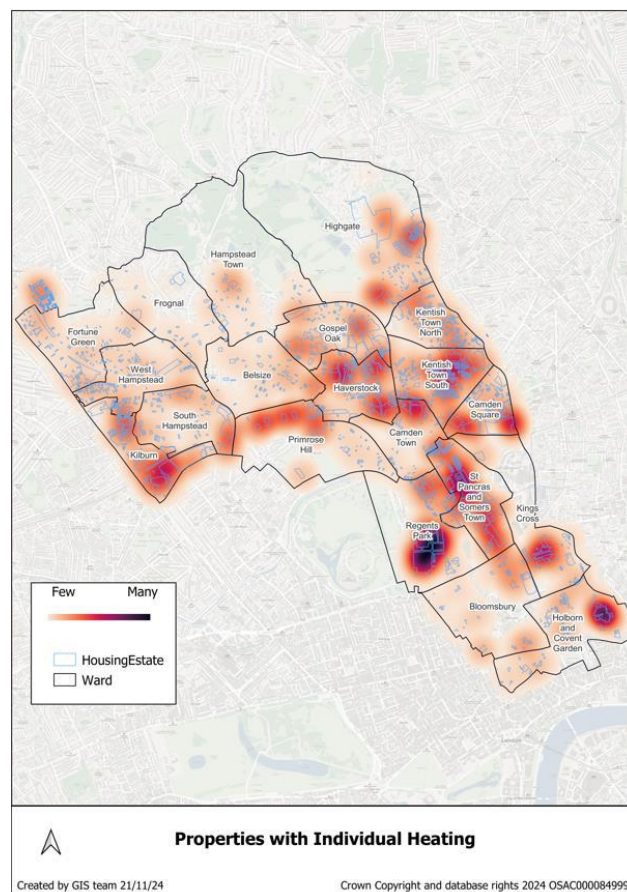 Highgate
Hampstead
Town
Frognal
Kentish
Town
North
Gospel
Oak
Fortune
Green
West
Hampstead
Belsize
Haverstock
Kentish
Town
South
Camden
Square
South
Hampstead
Primrose
Hill
Camden
Town
Kilburn
St
Pancras
and
Somers
Town
Kings
Cross
Regents
Park
Bloomsbury
Holborn
and
Covent
Garden
Few Many
HousingEstate
Ward
Properties with Individual Heating
Created by GIS team 21/11/24 Crown Copyright and database rights 2024 OSAC000084999